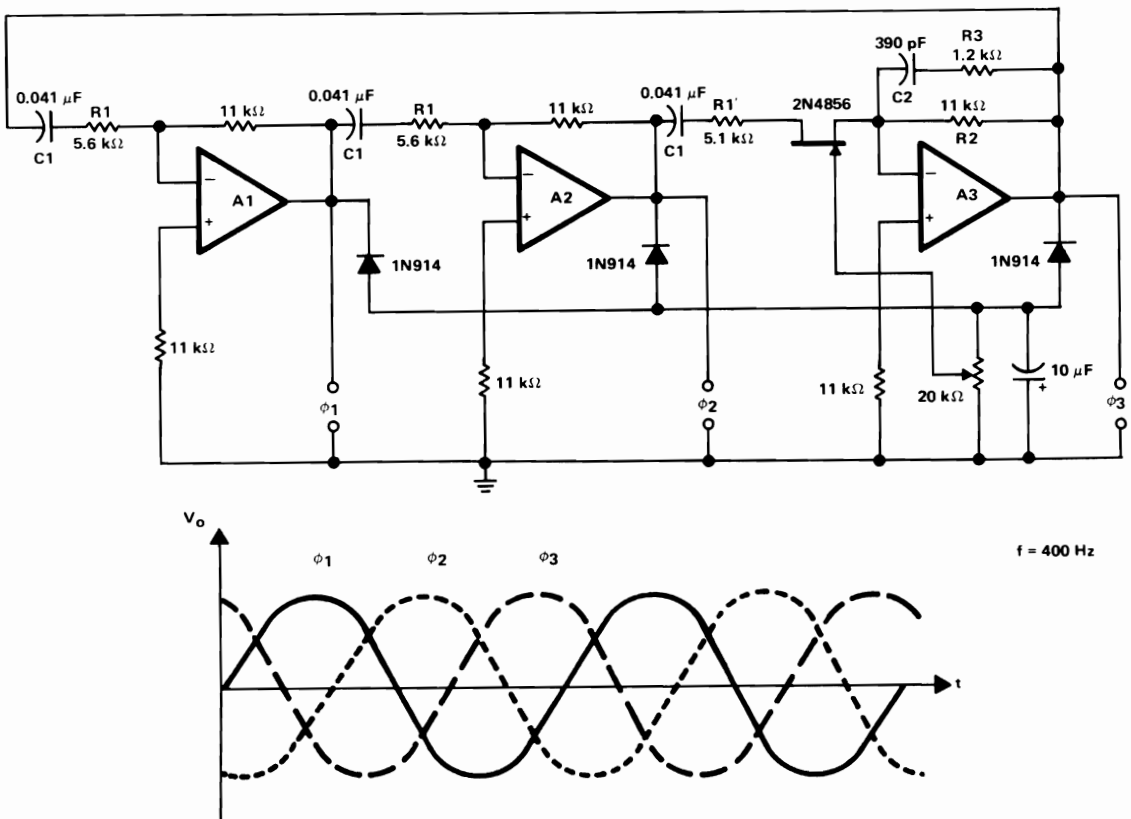 390 pF
R3
1.2 kΩ
C2
0.041 μF
R1
5.6 kΩ
C1
11 kΩ
0.041 μF
R1
5.6 kΩ
C1
11 kΩ
0.041 μF
C1
R1'
5.1 kΩ
2N4856
11 kΩ
R2
−
+
A1
−
+
A2
−
+
A3
1N914
1N914
1N914
11 kΩ
11 kΩ
11 kΩ
20 kΩ
10 μF
+
ϕ1
ϕ2
ϕ3
Vo
ϕ1
ϕ2
ϕ3
f = 400 Hz
t